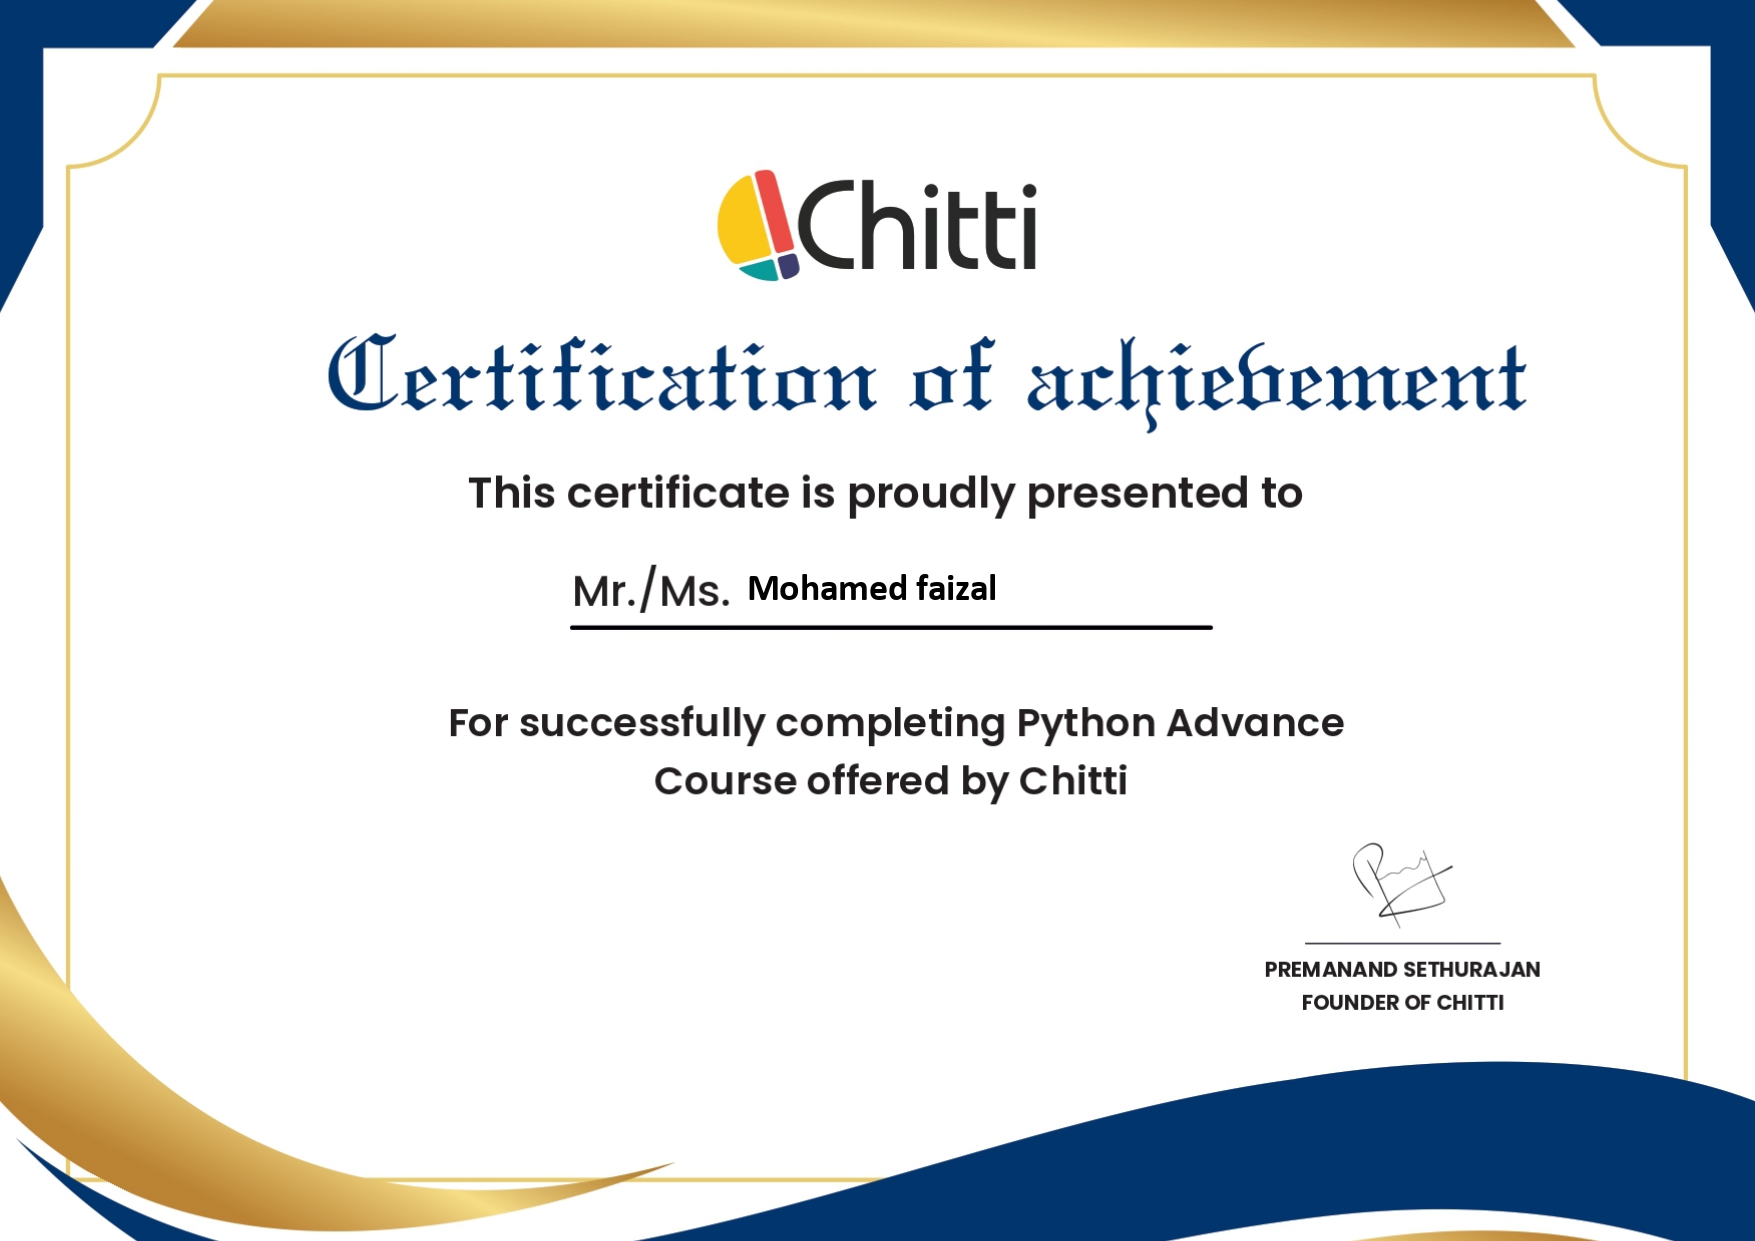 Chitti
Certification of achievement
This certificate is proudly presented to
Mr./Ms. Mohamed faizal
For successfully completing Python Advance
Course offered by Chitti
PREMANAND SETHURAJAN
FOUNDER OF CHITTI